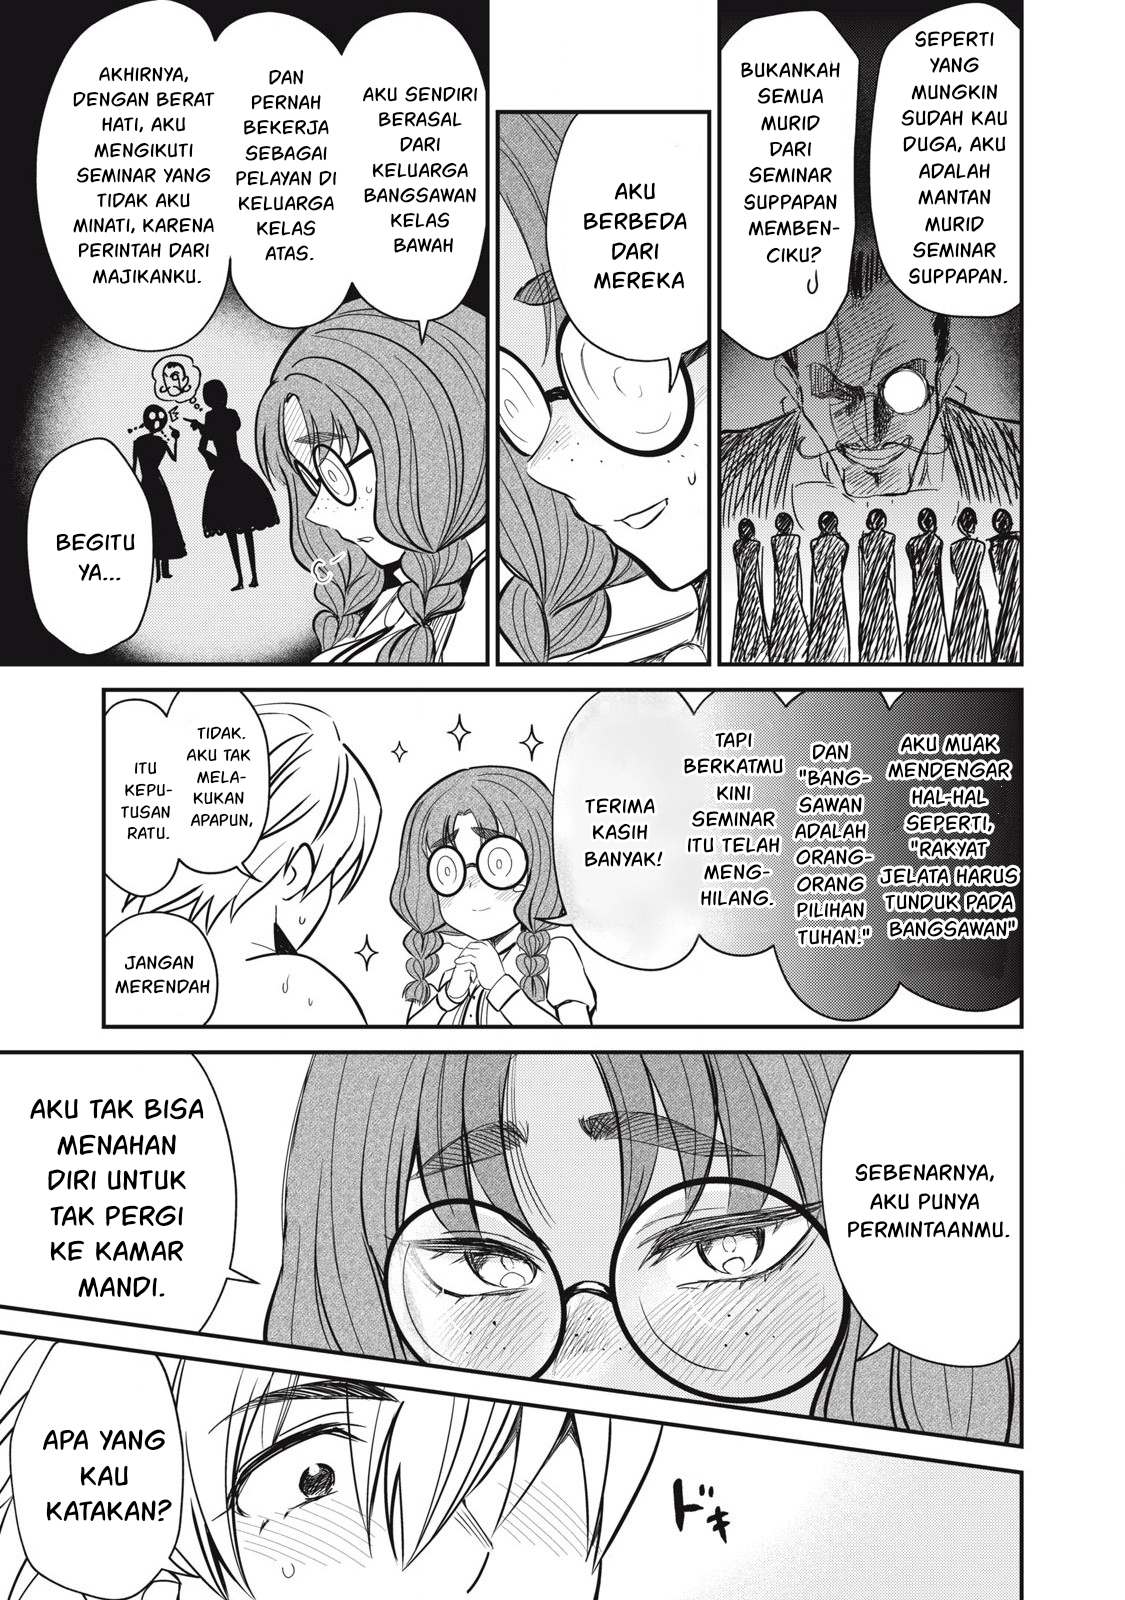 SEPERTI
YANG
MUNGKIN
SUDAH KAU
DUGA, AKU
ADALAH
MANTAN
MURID
SEMINAR
SUPPAPAN.
BUKANKAH
SEMUA
MURID
DARI
SEMINAR
SUPPAPAN
MEMBEN-
CIKU?
AKU
BERBEDA
DARI
MEREKA
AKU SENDIRI
BERASAL
DARI
KELUARGA
BANGSAWAN
KELAS
BAWAH
DAN
PERNAH
BEKERJA
SEBAGAI
PELAYAN DI
KELUARGA
KELAS
ATAS.
AKHIRNYA,
DENGAN BERAT
HATI, AKU
MENGIKUTI
SEMINAR YANG
TIDAK AKU
MINATI, KARENA
PERINTAH DARI
MAJIKANKU.
BEGITU
YA...
AKU MUAK
MENDENGAR
HAL-HAL
SEPERTI,
"RAKYAT
JELATA HARUS
TUNDUK PADA
BANGSAWAN"
DAN
"BANG-
SAWAN
ADALAH
ORANG-
ORANG
PILIHAN
TUHAN."
TAPI
BERKATMU
KINI
SEMINAR
ITU TELAH
MENG-
HILANG.
TERIMA
KASIH
BANYAK!
TIDAK.
AKU TAK
MELA-
KUKAN
APAPUN,
ITU
KEPU-
TUSAN
RATU.
JANGAN
MERENDAH
SEBENARNYA,
AKU PUNYA
PERMINTAANMU.
AKU TAK BISA
MENAHAN
DIRI UNTUK
TAK PERGI
KE KAMAR
MANDI.
APA YANG
KAU
KATAKAN?
ドキ